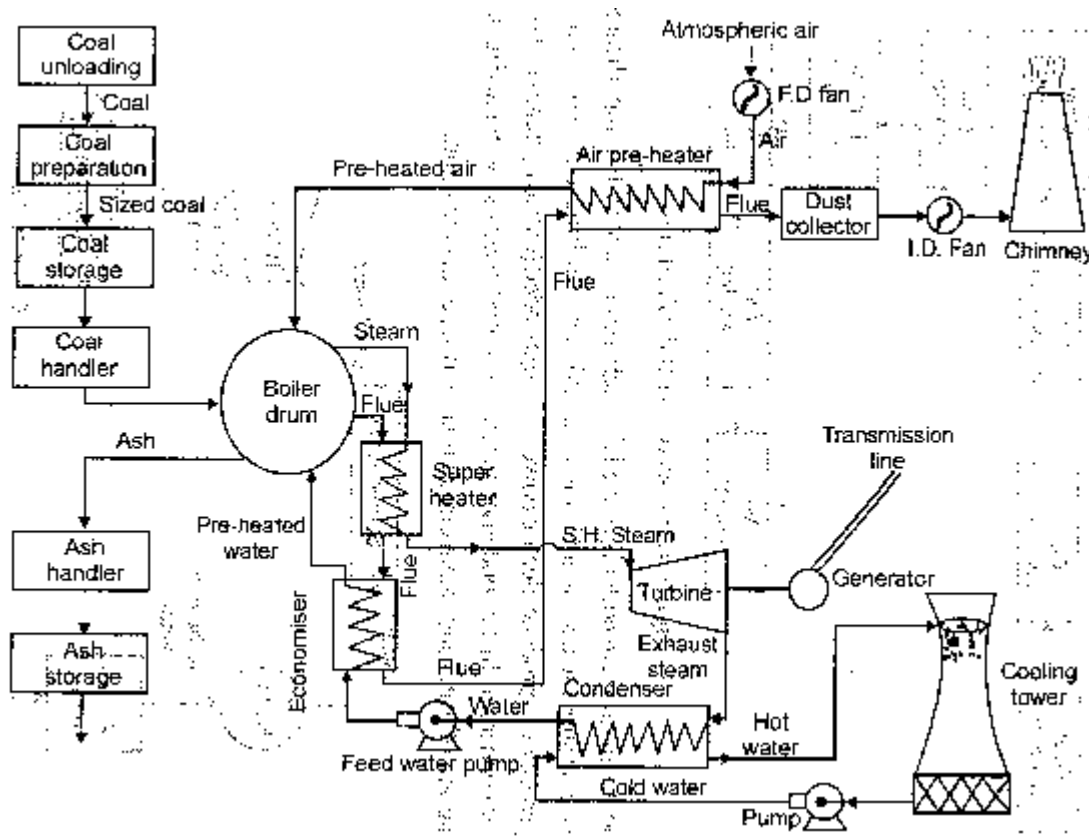 Coal
unloading
Coal
Coal
preparation
Sized coal
Coal
storage
Coal
handler
Ash
Ash
handler
Ash
storage
Atmospheric air
F.D fan
Air
Air pre-heater
Pre-heated air
Flue
Dust
collector
I.D. Fan
Chimney
Flue
Steam
Boiler
drum
Flue
Super
heater
Pre-heated
water
Flue
S.H. Steam
Turbine
Transmission
line
Generator
Economiser
Exhaust
steam
Flue
Condenser
Water
Feed water pump
Hot
water
Cooling
tower
Cold water
Pump